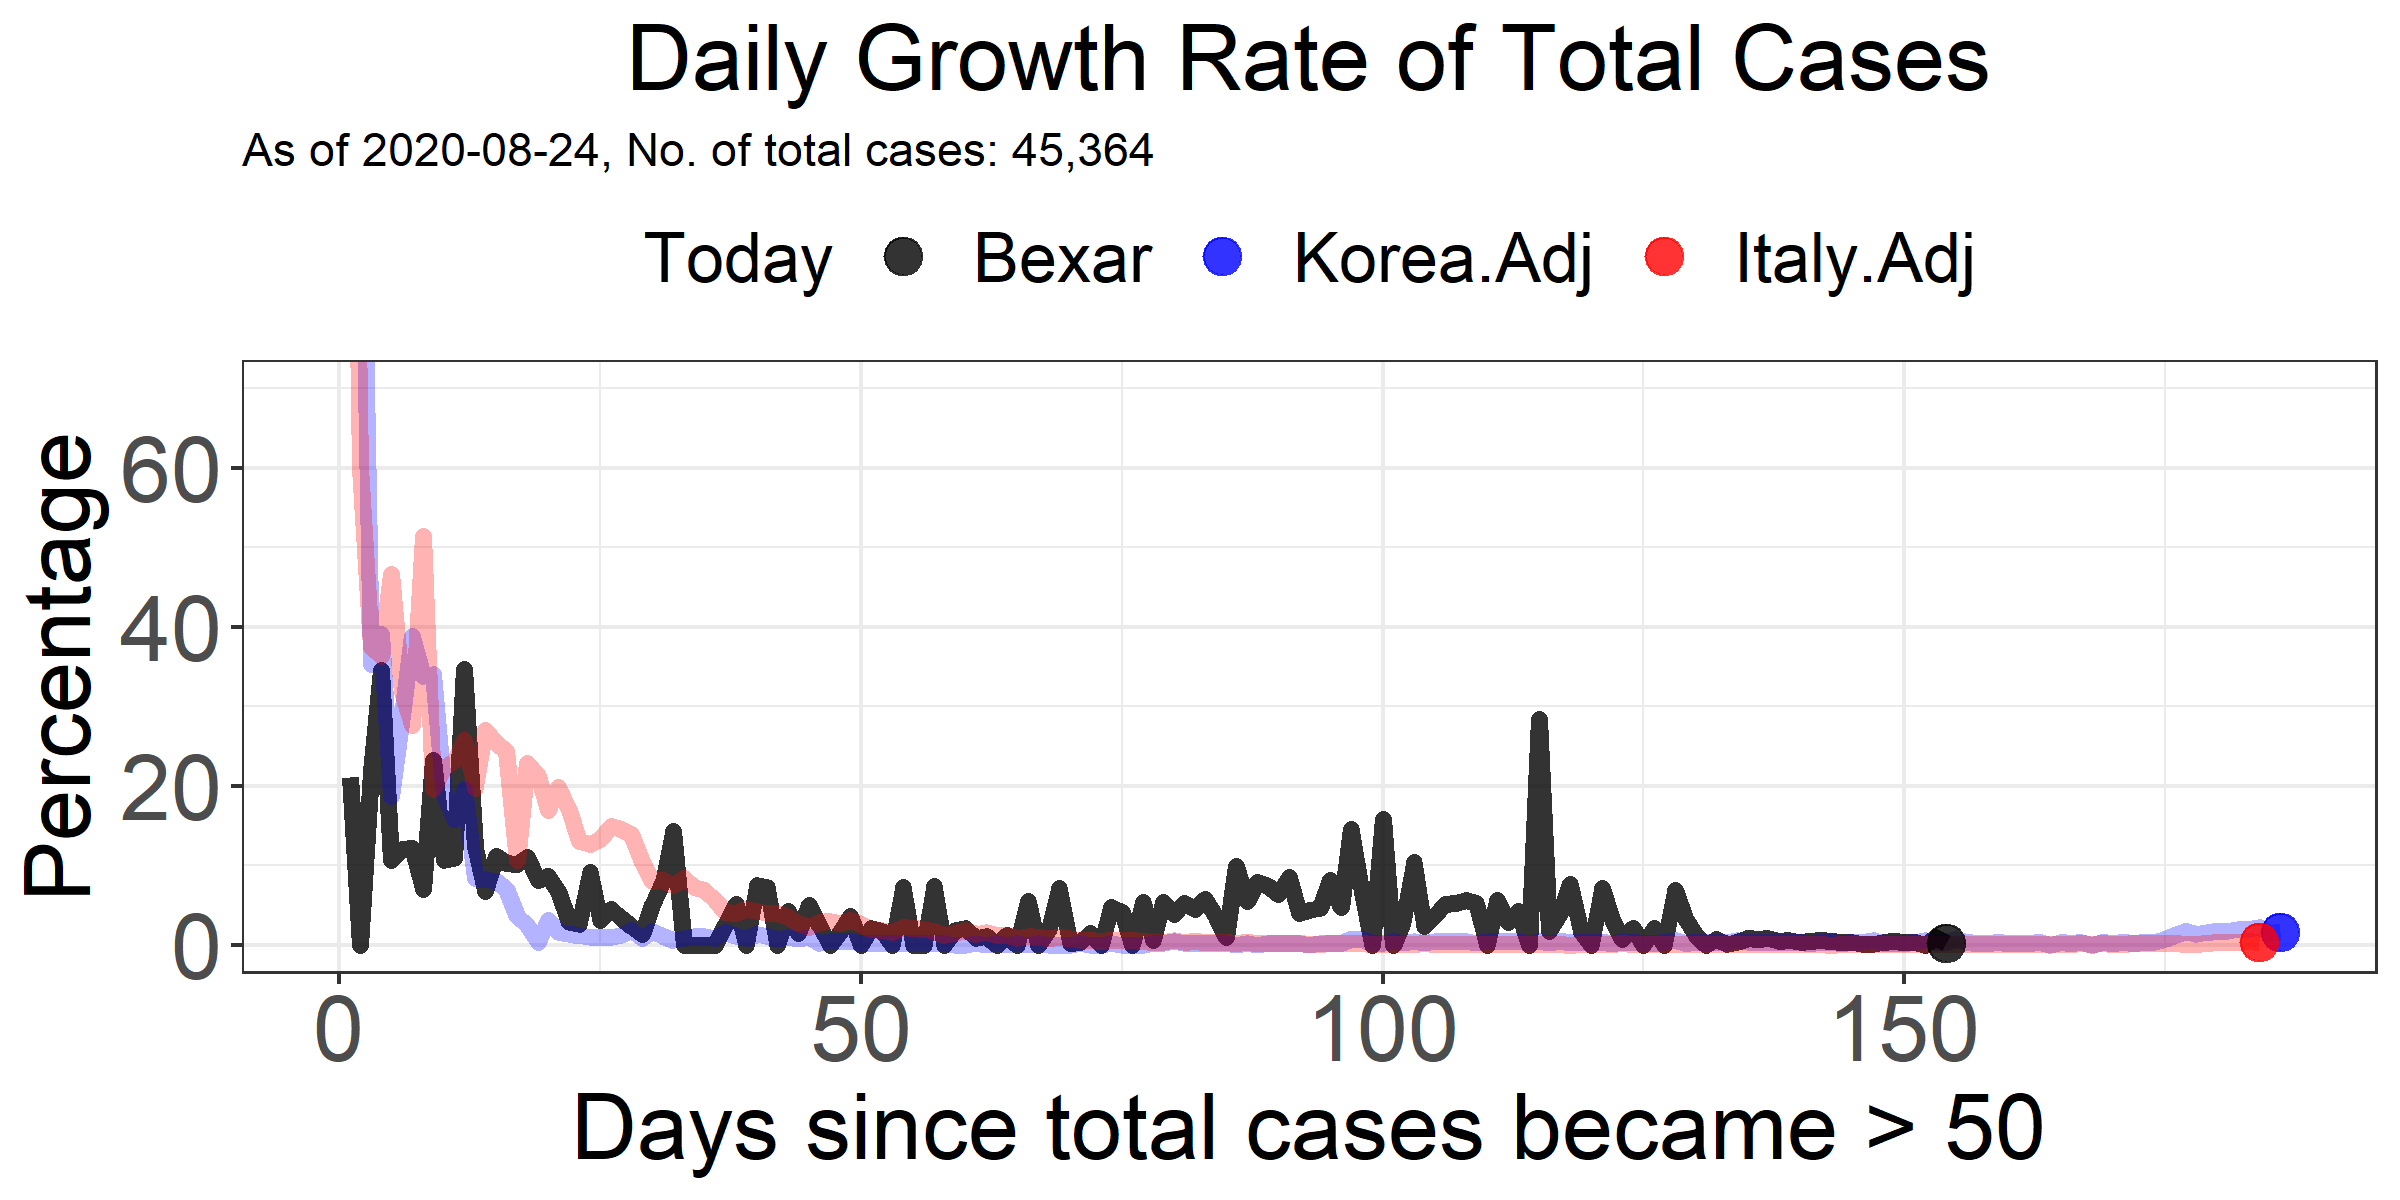 Daily Growth Rate of Total Cases
As of 2020-08-24, No. of total cases: 45,364
Today Bexar Korea.Adj Italy.Adj
Percentage
60
40
20
0
0 50 100 150
Days since total cases became > 50